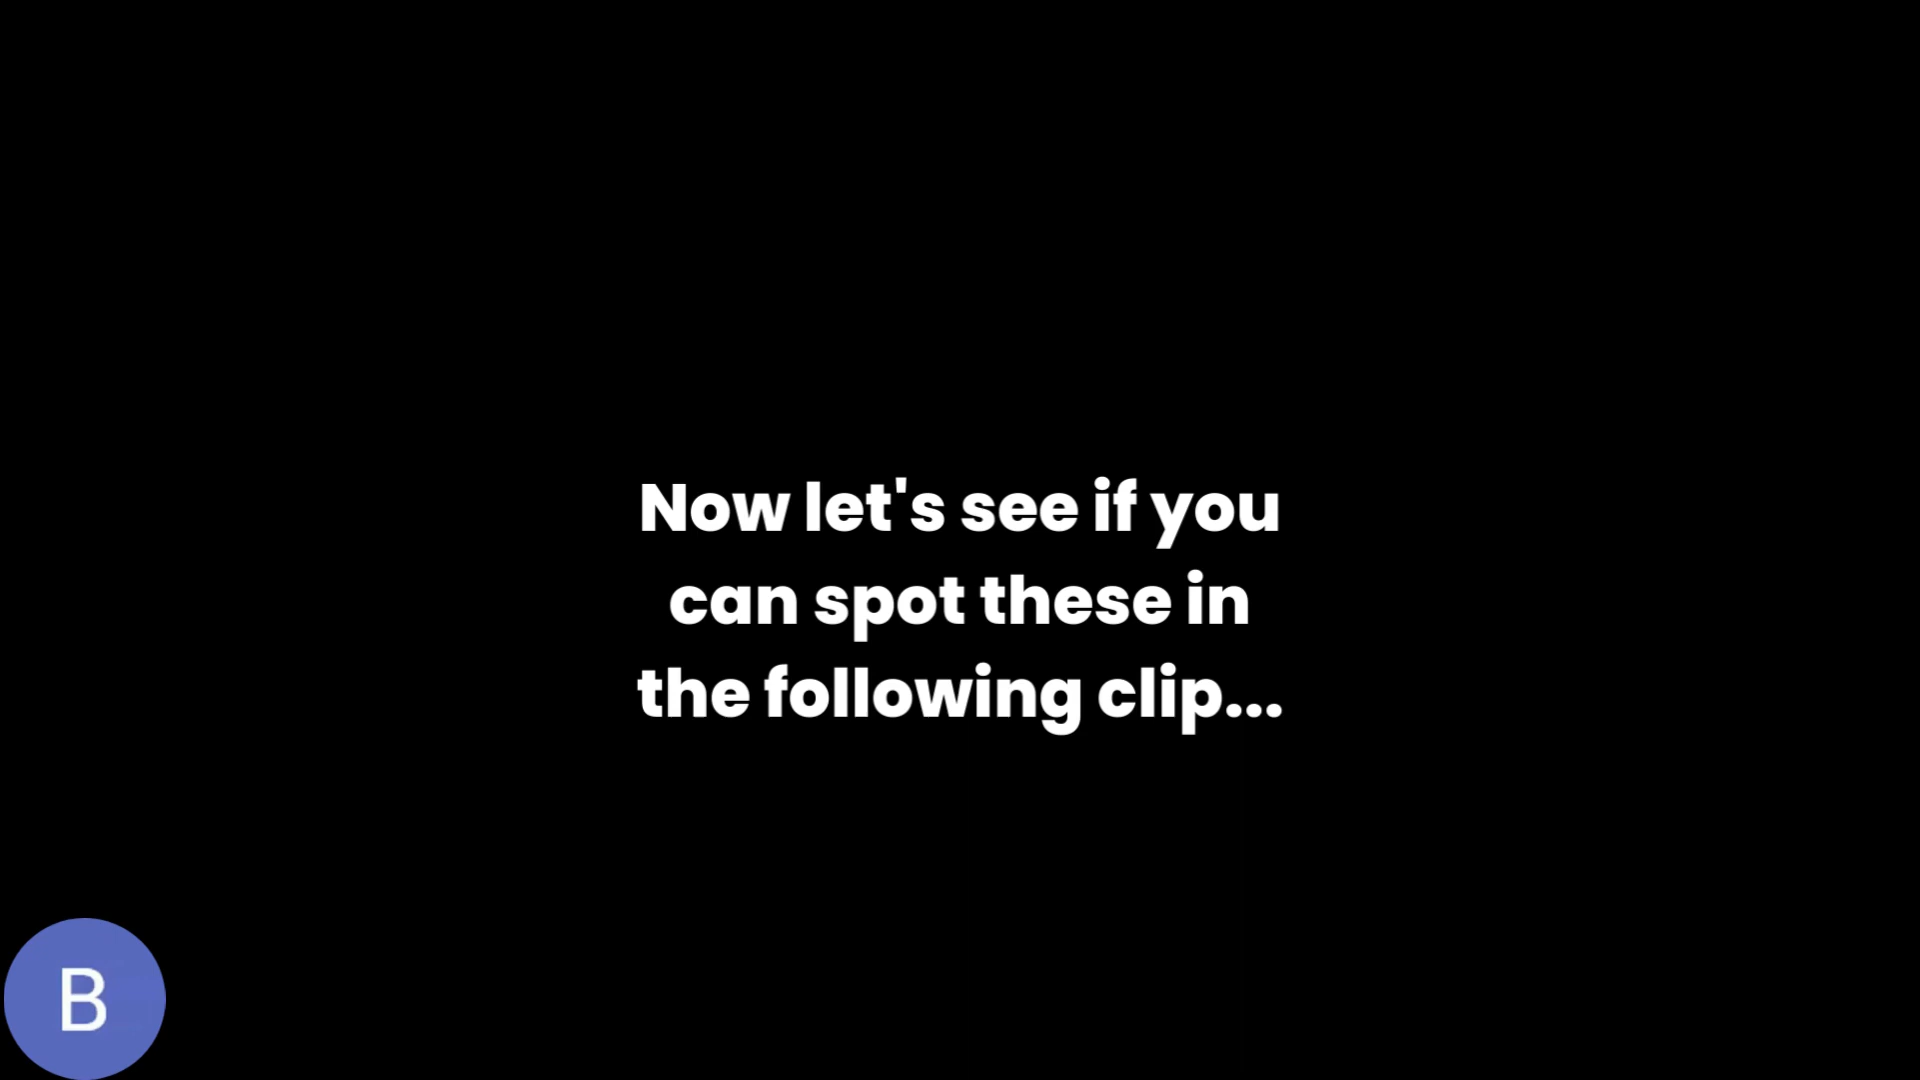 Now let's see if you
can spot these in
the following clip...
B